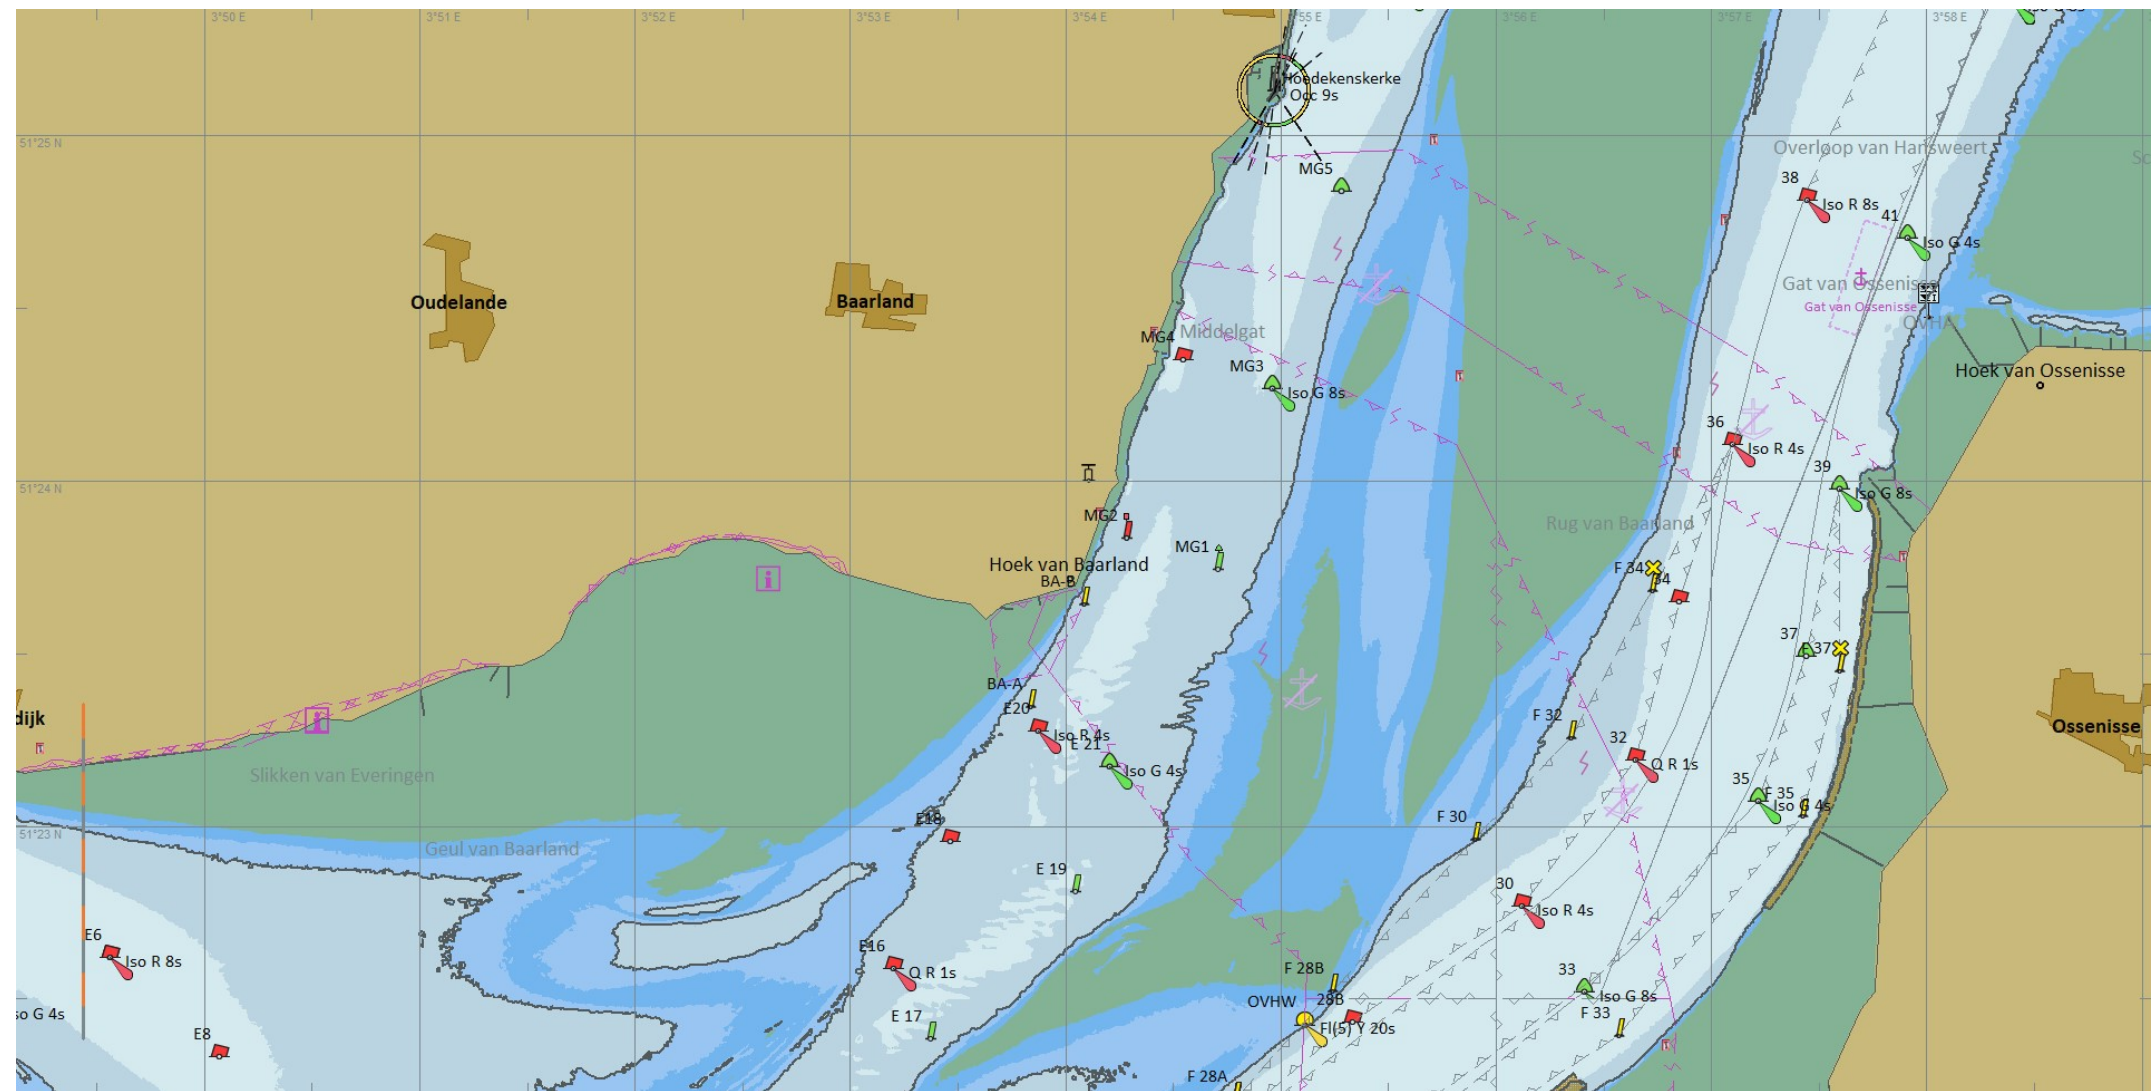 3°50 E
3°51 E
3°52 E
3°53 E
3°54 E
3°55 E
3°56 E
3°57 E
3°58 E
Hoedekenskerke
Occ 9s
51°25 N
Overloop van Hansweert
MG5
38
Iso R 8s
41
Iso G 4s
Gat van Ossenisse
Gat van Ossenisse
OVHA
Oudelande
Baarland
Middelgat
MG4
MG3
Iso G 8s
Hoek van Ossenisse
36
Iso R 4s
39
Iso G 8s
51°24 N
MG2
MG1
Rug van Baarland
Hoek van Baarland
BA-B
F 34
34
37
F 37
BA-A
E20
Iso R 4s
E 21
Iso G 4s
F 32
32
Q R 1s
dijk
Ossenisse
Slikken van Everingen
35
F 35
Iso G 4s
51°23 N
E18
F 30
Geul van Baarland
E 19
30
Iso R 4s
E6
Iso R 8s
E16
Q R 1s
F 28B
33
Iso G 8s
OVHW
28B
Fl(5) Y 20s
F 33
so G 4s
E 17
E8
F 28A